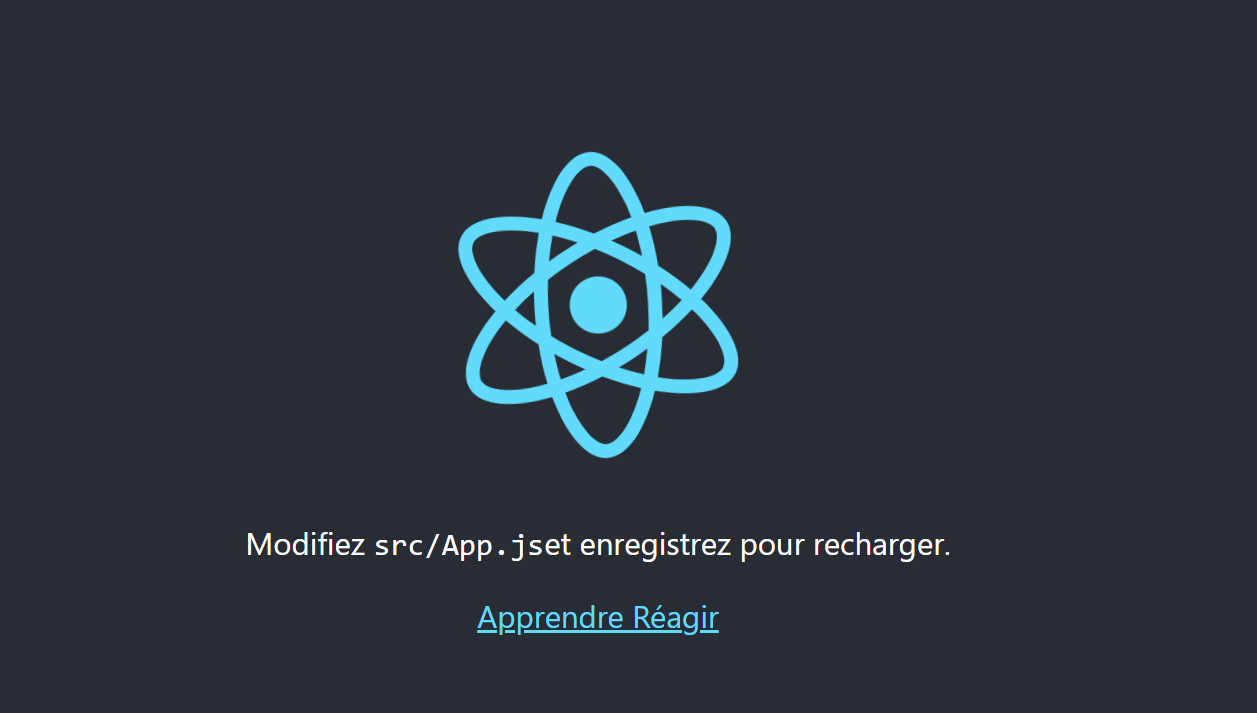 Modifiez src/App.jset enregistrez pour recharger.
Apprendre Réagir